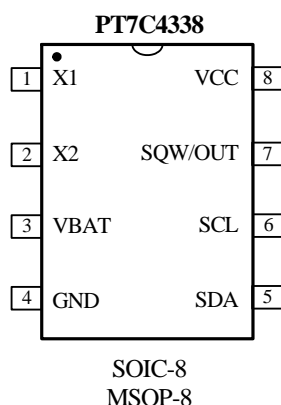 PT7C4338
1 X1 VCC 8
2 X2 SQW/OUT 7
3 VBAT SCL 6
4 GND SDA 5
SOIC-8
MSOP-8